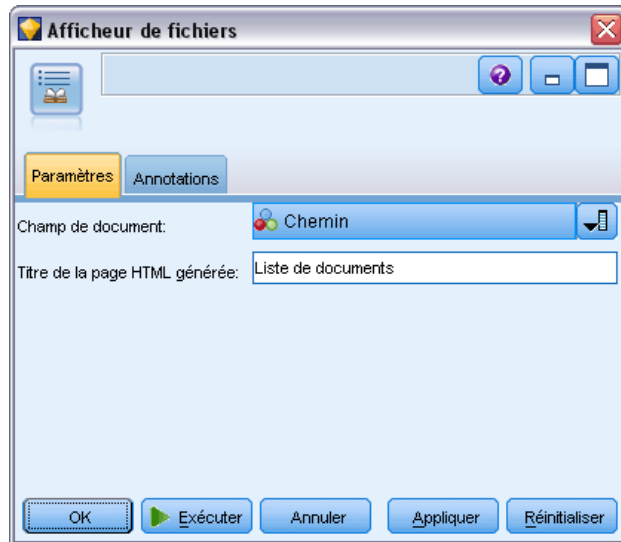 Afficheur de fichiers
?
Paramètres Annotations
Champ de document: Chemin
Titre de la page HTML générée: Liste de documents
OK Exécuter Annuler Appliquer Réinitialiser